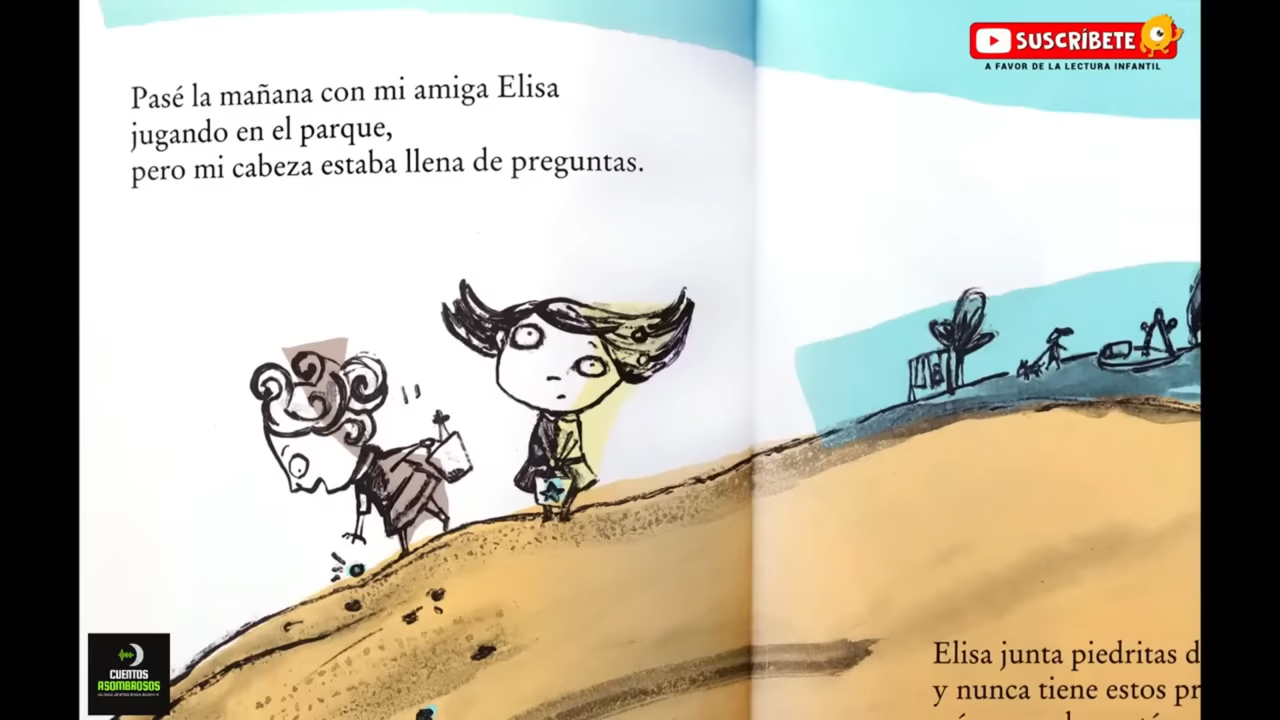 Pasé la mañana con mi amiga Elisa
jugando en el parque,
pero mi cabeza estaba llena de preguntas.
SUSCRÍBETE
A FAVOR DE LA LECTURA INFANTIL
Elisa junta piedritas
y nunca tiene estos
CUENTOS
ASOMBROSOS